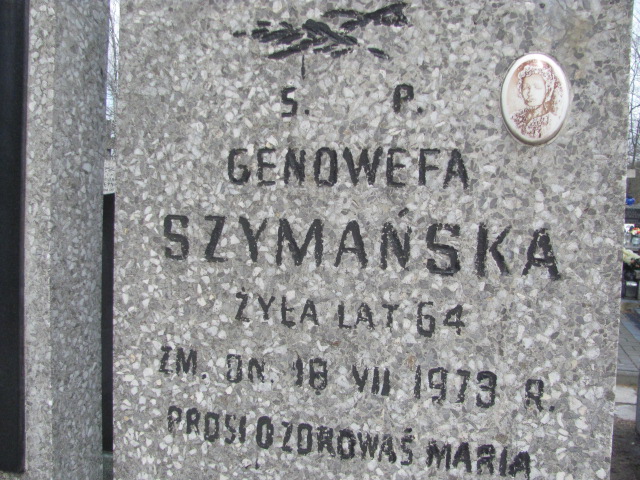 S. P.
GENOWEFA
SZYMAŃSKA
ŻYŁA LAT 64
ZM. DN. 18 VII 1973 R.
PROSI O ZDROWAŚ MARIA